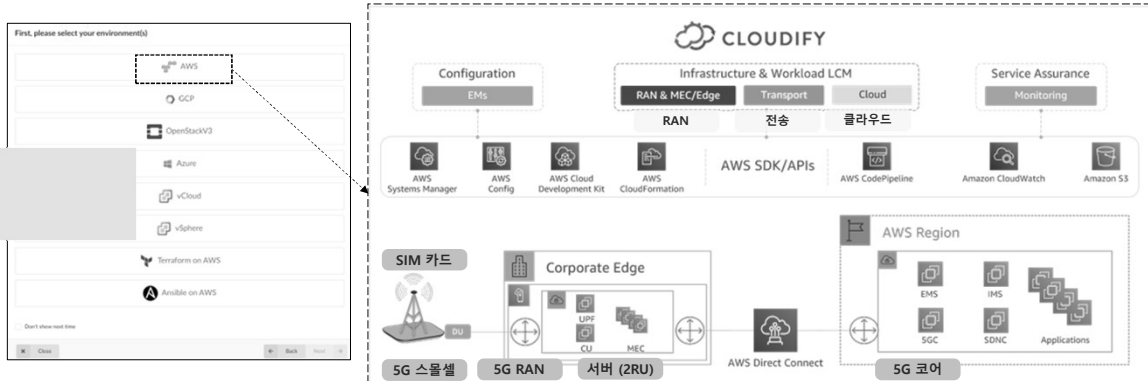 First, please select your environment(s)
AWS
GCP
OpenStackV3
Azure
vCloud
vSphere
Terraform on AWS
Ansible on AWS
Don't show next time
Close
Back
Next
CLOUDIFY
Configuration
EMs
Infrastructure & Workload LCM
RAN & MEC/Edge
Transport
Cloud
RAN
전송
클라우드
Service Assurance
Monitoring
AWS
Systems Manager
AWS
Config
AWS Cloud
Development Kit
AWS
CloudFormation
AWS SDK/APIs
AWS CodePipeline
Amazon CloudWatch
Amazon S3
SIM 카드
DU
5G 스몰셀
Corporate Edge
UPF
CU
MEC
5G RAN
서버 (2RU)
AWS Direct Connect
AWS Region
EMS
IMS
5GC
SDNC
Applications
5G 코어